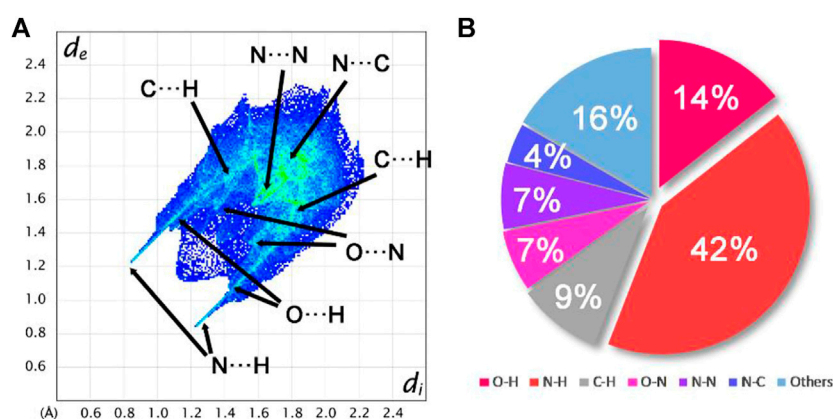 A
B
dₑ
2.4
2.2
2.0
1.8
1.6
1.4
1.2
1.0
0.8
0.6
(Å)
0.6 0.8 1.0 1.2 1.4 1.6 1.8 2.0 2.2 2.4
dᵢ
N···N
N···C
C···H
C···H
O···N
O···H
N···H
14%
42%
9%
7%
7%
4%
16%
O-H N-H C-H O-N N-N N-C Others